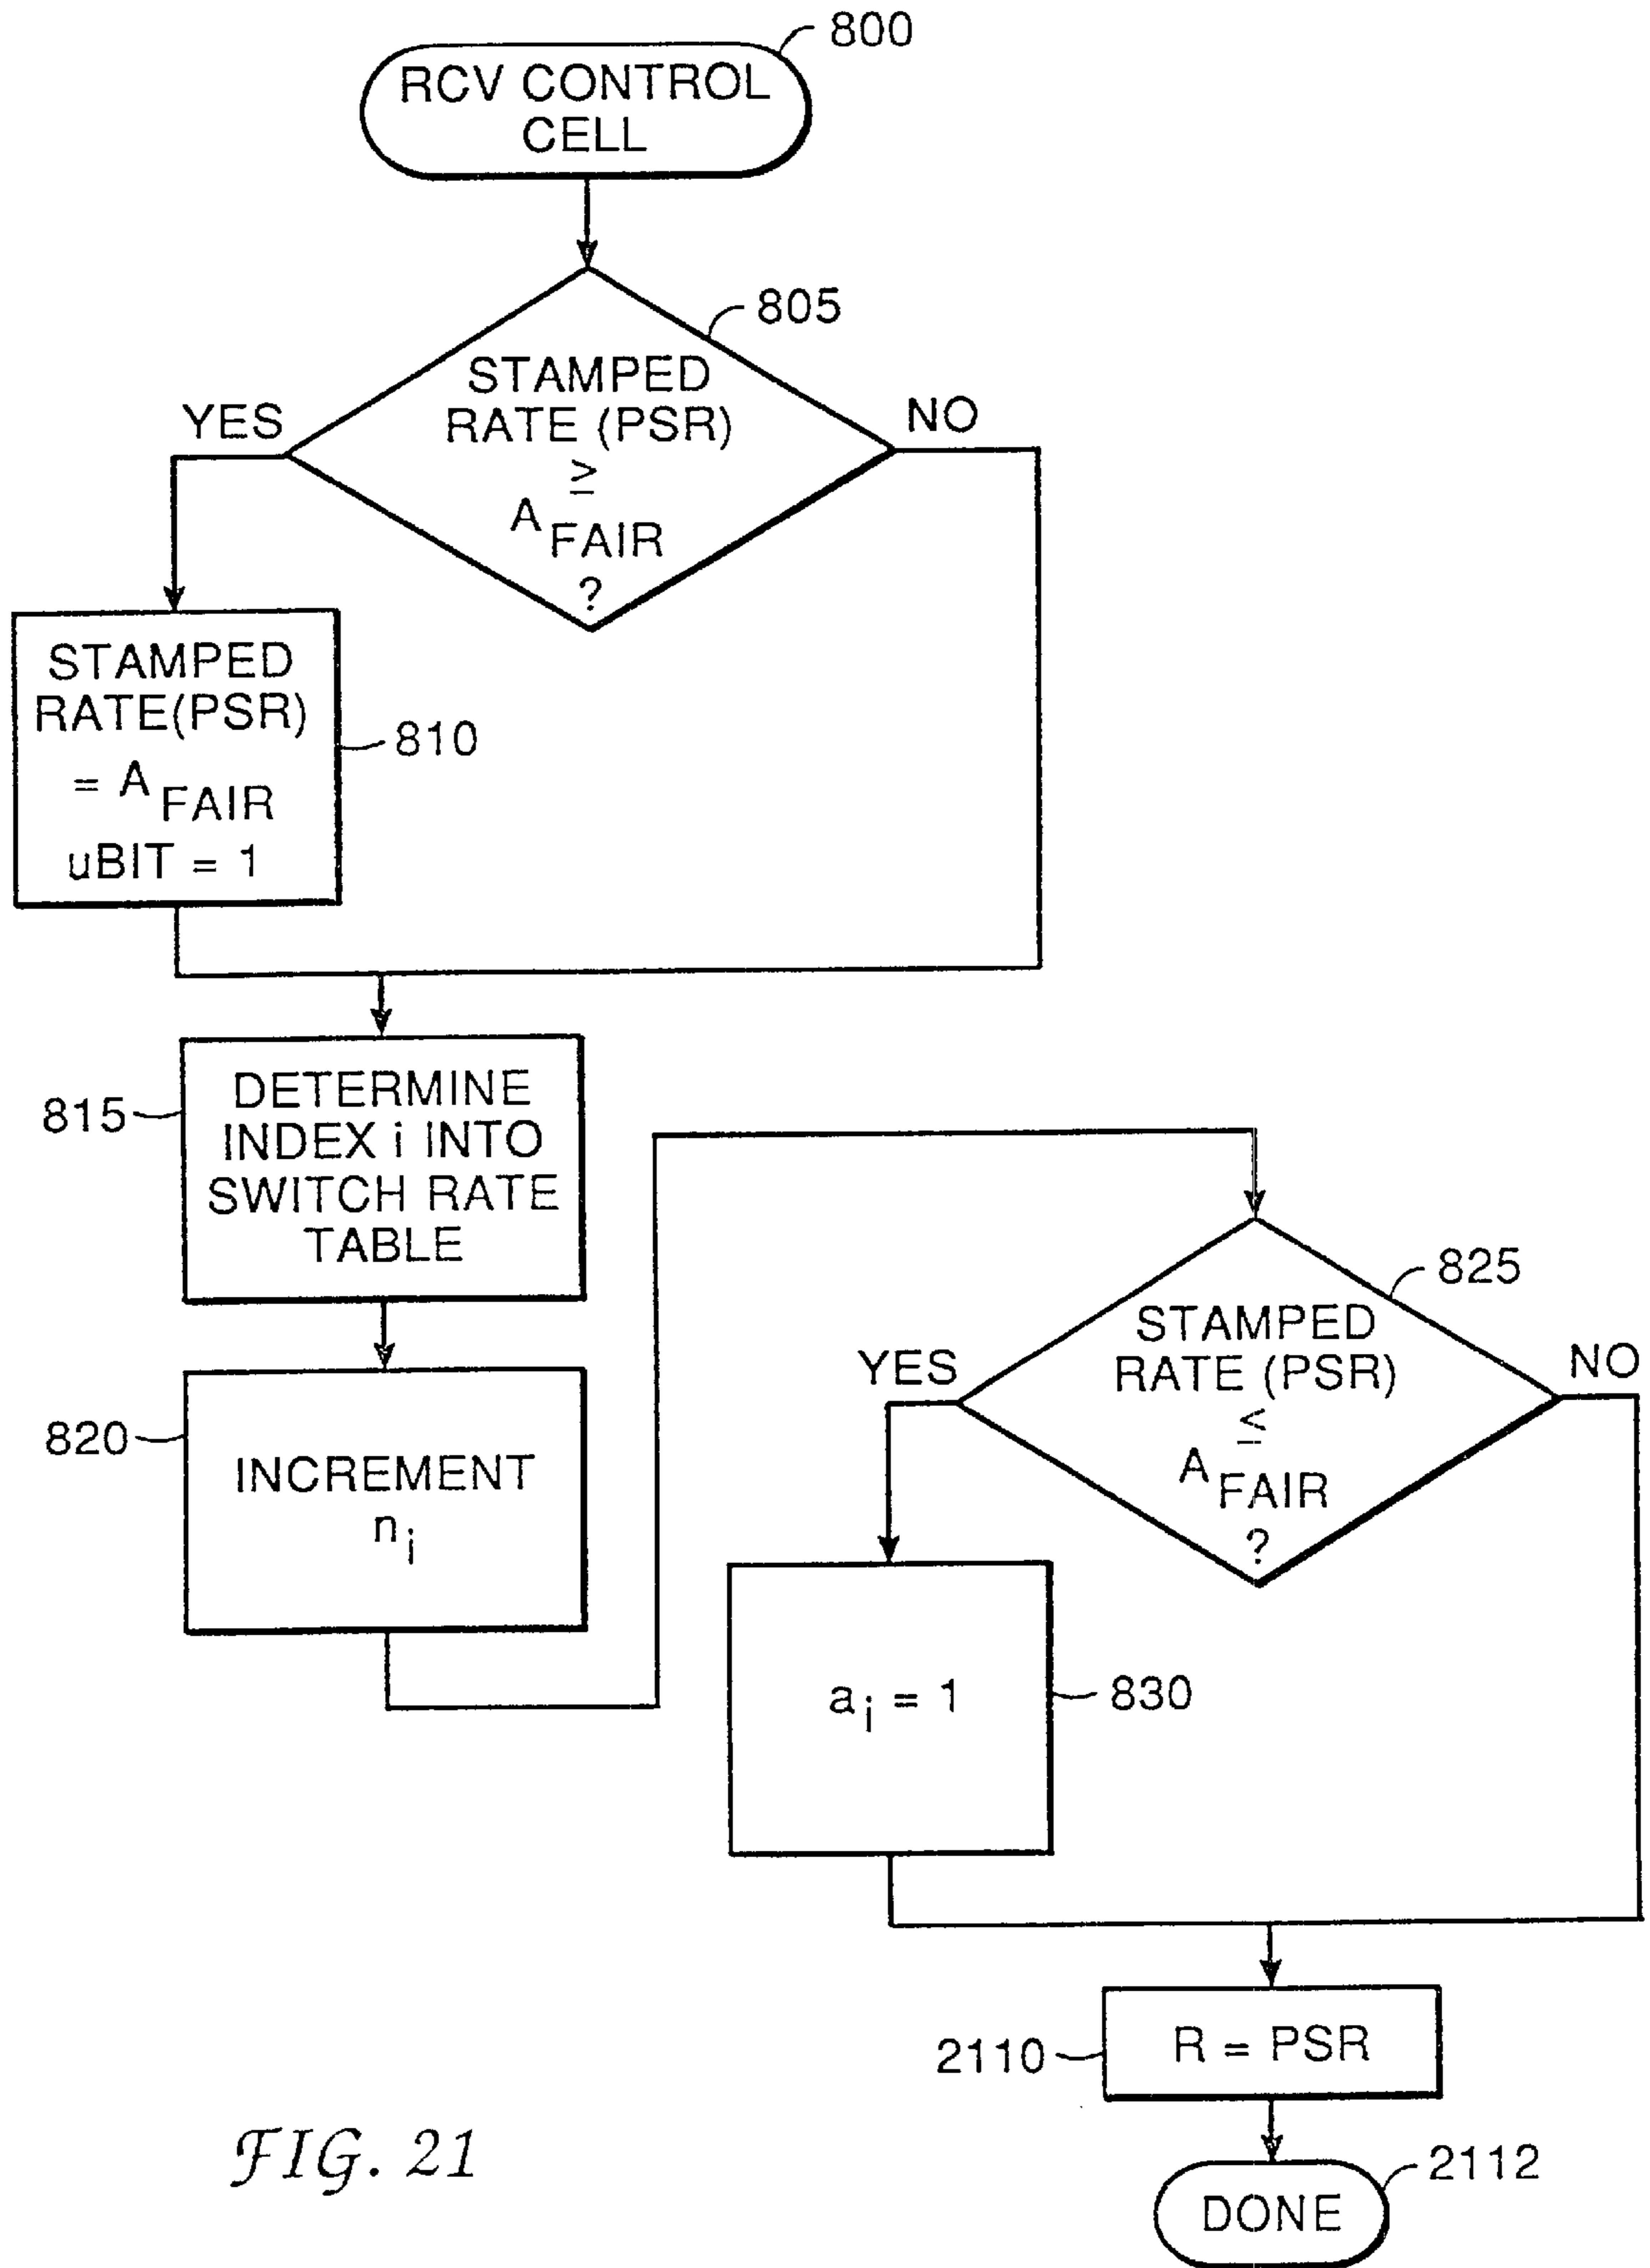 800
RCV CONTROL
CELL
805
STAMPED
RATE (PSR)
≥
A FAIR
?
YES
NO
STAMPED
RATE(PSR)
= A FAIR
uBIT = 1
810
815
DETERMINE
INDEX i INTO
SWITCH RATE
TABLE
820
INCREMENT
n i
825
STAMPED
RATE (PSR)
≤
A FAIR
?
YES
NO
a i = 1
830
2110
R = PSR
2112
DONE
FIG. 21